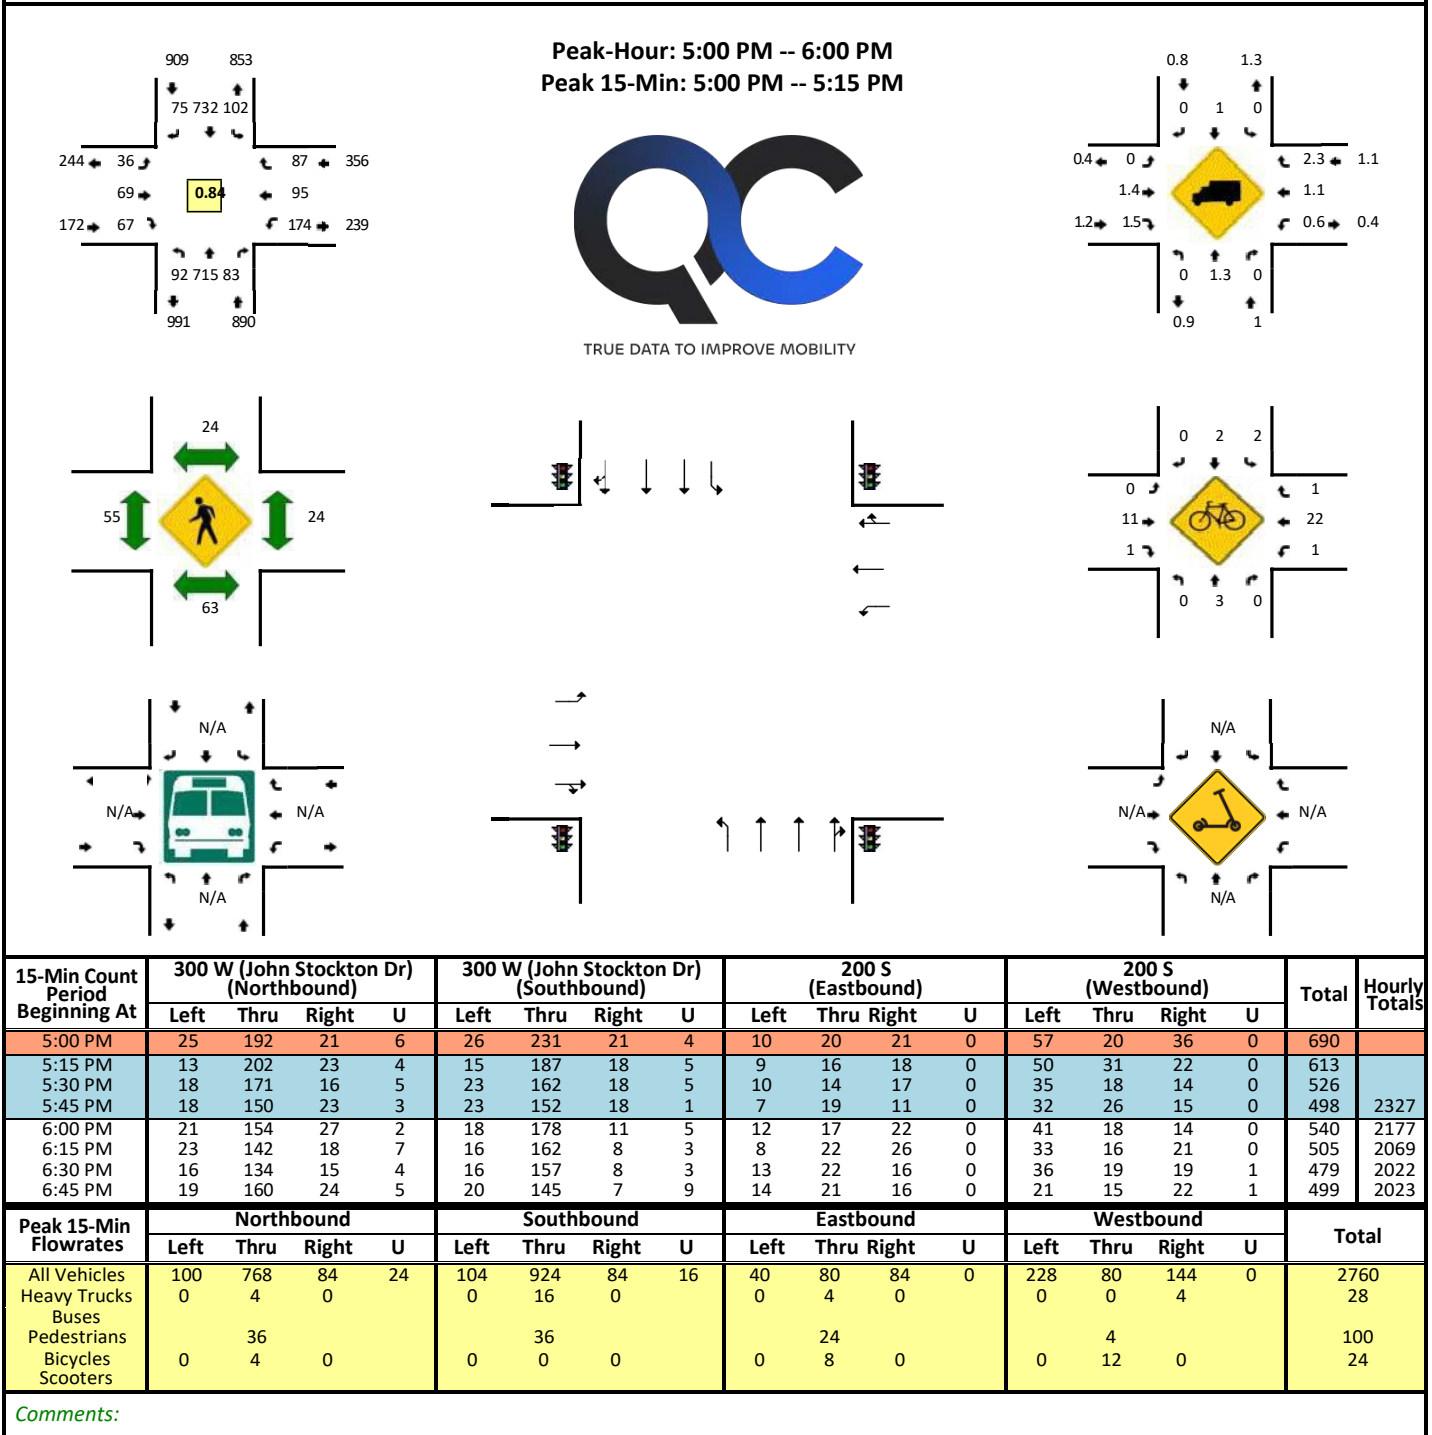 Peak-Hour: 5:00 PM -- 6:00 PM
Peak 15-Min: 5:00 PM -- 5:15 PM
909 853
75 732 102
244 36 87 356
69 0.84 95
172 67 174 239
92 715 83
991 890
QC
TRUE DATA TO IMPROVE MOBILITY
0.8 1.3
0 1 0
0.4 0 2.3 1.1
1.4 1.1
1.2 1.5 0.6 0.4
0 1.3 0
0.9 1
24
55 24
63
0 2 2
0 1
11 22
1 1
0 3 0
N/A
N/A N/A
N/A
N/A
N/A N/A
N/A
15-Min Count Period Beginning At 300 W (John Stockton Dr) (Northbound) 300 W (John Stockton Dr) (Southbound) 200 S (Eastbound) 200 S (Westbound) Total Hourly Totals
Left Thru Right U Left Thru Right U Left Thru Right U Left Thru Right U
5:00 PM 25 192 21 6 26 231 21 4 10 20 21 0 57 20 36 0 690
5:15 PM 13 202 23 4 15 187 18 5 9 16 18 0 50 31 22 0 613
5:30 PM 18 171 16 5 23 162 18 5 10 14 17 0 35 18 14 0 526
5:45 PM 18 150 23 3 23 152 18 1 7 19 11 0 32 26 15 0 498 2327
6:00 PM 21 154 27 2 18 178 11 5 12 17 22 0 41 18 14 0 540 2177
6:15 PM 23 142 18 7 16 162 8 3 8 22 26 0 33 16 21 0 505 2069
6:30 PM 16 134 15 4 16 157 8 3 13 22 16 0 36 19 19 1 479 2022
6:45 PM 19 160 24 5 20 145 7 9 14 21 16 0 21 15 22 1 499 2023
Peak 15-Min Flowrates Northbound Southbound Eastbound Westbound Total
Left Thru Right U Left Thru Right U Left Thru Right U Left Thru Right U
All Vehicles 100 768 84 24 104 924 84 16 40 80 84 0 228 80 144 0 2760
Heavy Trucks 0 4 0 0 16 0 0 4 0 0 0 4 28
Buses
Pedestrians 36 36 24 4 100
Bicycles 0 4 0 0 0 0 0 8 0 0 12 0 24
Scooters
Comments: